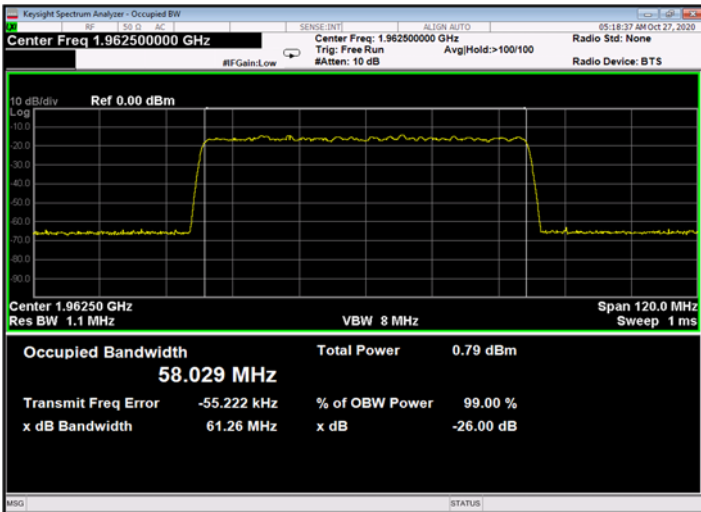 Keysight Spectrum Analyzer - Occupied BW
RF 50 Ω AC SENSE:INT ALIGN AUTO 05:18:37 AM Oct 27, 2020
Center Freq 1.962500000 GHz Center Freq: 1.962500000 GHz Radio Std: None
Trig: Free Run Avg|Hold:>100/100
#IFGain:Low #Atten: 10 dB Radio Device: BTS
10 dB/div Ref 0.00 dBm
Log
-10.0
-20.0
-30.0
-40.0
-50.0
-60.0
-70.0
-80.0
-90.0
Center 1.96250 GHz Span 120.0 MHz
Res BW 1.1 MHz VBW 8 MHz Sweep 1 ms
Occupied Bandwidth Total Power 0.79 dBm
58.029 MHz
Transmit Freq Error -55.222 kHz % of OBW Power 99.00 %
x dB Bandwidth 61.26 MHz x dB -26.00 dB
MSG STATUS